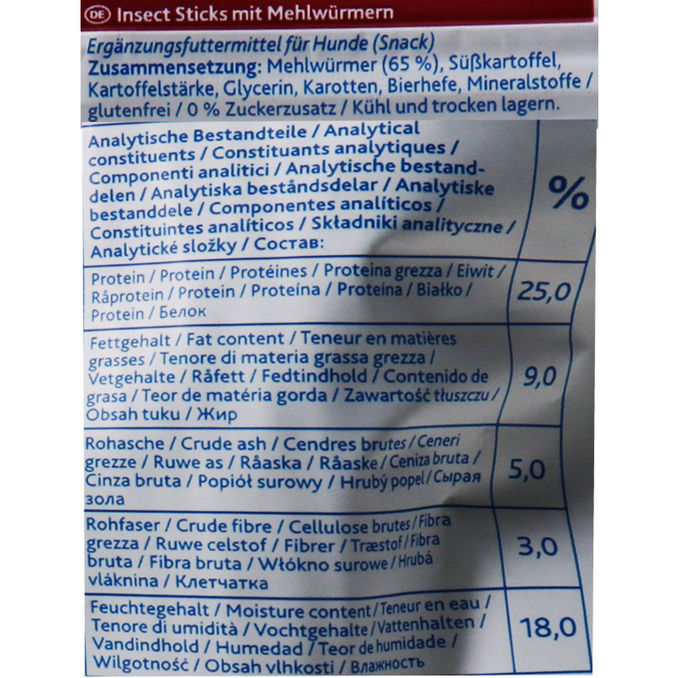 DE Insect Sticks mit Mehlwürmern
Ergänzungsfuttermittel für Hunde (Snack)
Zusammensetzung: Mehlwürmer (65 %), Süßkartoffel,
Kartoffelstärke, Glycerin, Karotten, Bierhefe, Mineralstoffe /
glutenfrei / 0 % Zuckerzusatz / Kühl und trocken lagern.
Analytische Bestandteile / Analytical
constituents / Constituants analytiques /
Componenti analitici / Analytische bestand-
delen / Analytiska beståndsdelar / Analytiske
bestanddele / Componentes analíticos /
Constituintes analíticos / Składniki analityczne /
Analytické složky / Состав:
%
Protein / Protein / Protéines / Proteina grezza / Eiwit /
Råprotein / Protein / Proteína / Proteína / Białko /
Protein / Белок
25,0
Fettgehalt / Fat content / Teneur en matières
grasses / Tenore di materia grassa grezza /
Vetgehalte / Råfett / Fedtindhold / Contenido de
grasa / Teor de matéria gorda / Zawartość tłuszczu /
Obsah tuku / Жир
9,0
Rohasche / Crude ash / Cendres brutes / Ceneri
grezze / Ruwe as / Råaska / Råaske / Ceniza bruta /
Cinza bruta / Popiół surowy / Hrubý popel / Сырая
зола
5,0
Rohfaser / Crude fibre / Cellulose brutes / Fibra
grezza / Ruwe celstof / Fibrer / Træstof / Fibra
bruta / Fibra bruta / Włókno surowe / Hrubá
vláknina / Клетчатка
3,0
Feuchtegehalt / Moisture content / Teneur en eau /
Tenore di umidità / Vochtgehalte / Vattenhalten /
Vandindhold / Humedad / Teor de humidade /
Wilgotność / Obsah vlhkosti / Влажность
18,0